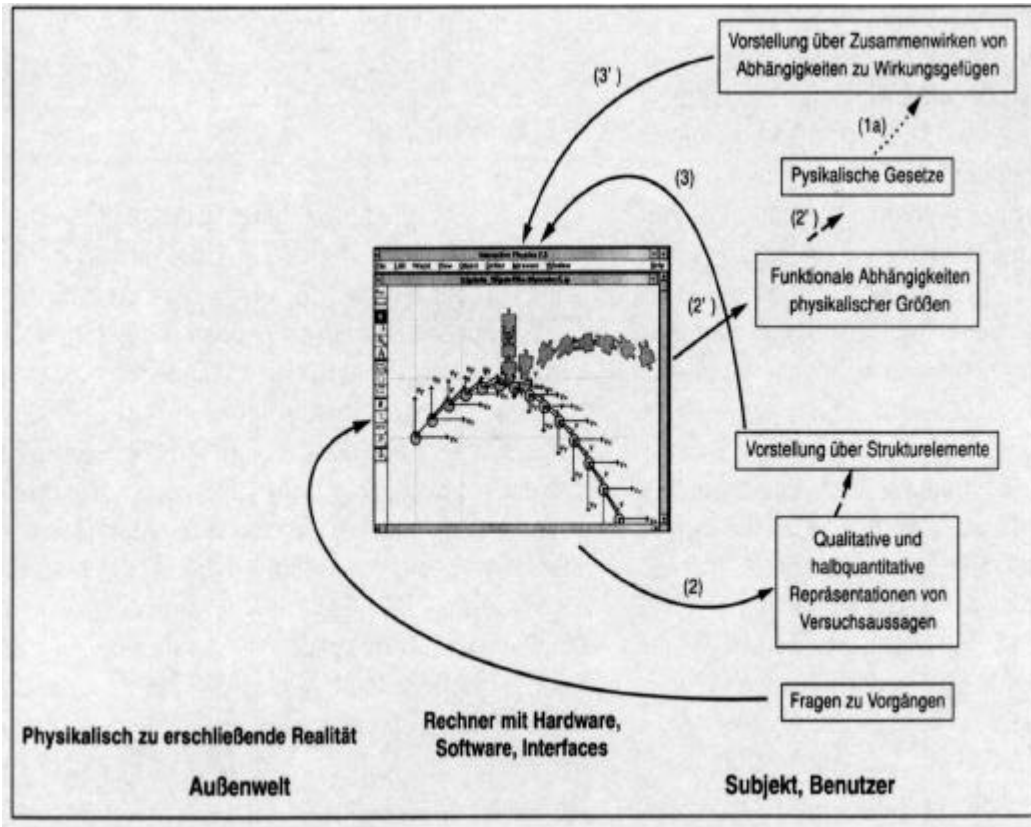 Vorstellung über Zusammenwirken von
Abhängigkeiten zu Wirkungsgefügen
(3')
(1a)
Pysikalische Gesetze
(3)
(2')
Funktionale Abhängigkeiten
physikalischer Größen
(2')
Interactive Physics
Vorstellung über Strukturelemente
Qualitative und
halbquantitative
Repräsentationen von
Versuchsaussagen
(2)
Fragen zu Vorgängen
Rechner mit Hardware,
Software, Interfaces
Physikalisch zu erschließende Realität
Außenwelt
Subjekt, Benutzer